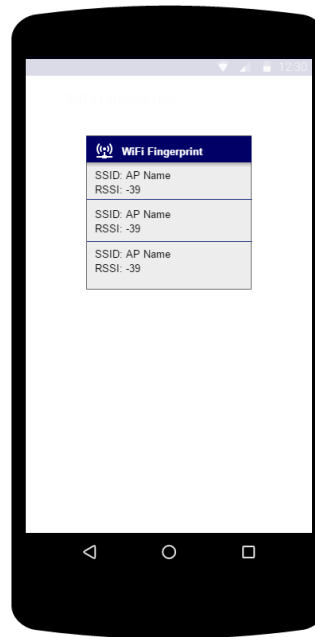 12:30
WiFi Fingerprint
SSID: AP Name
RSSI: -39
SSID: AP Name
RSSI: -39
SSID: AP Name
RSSI: -39